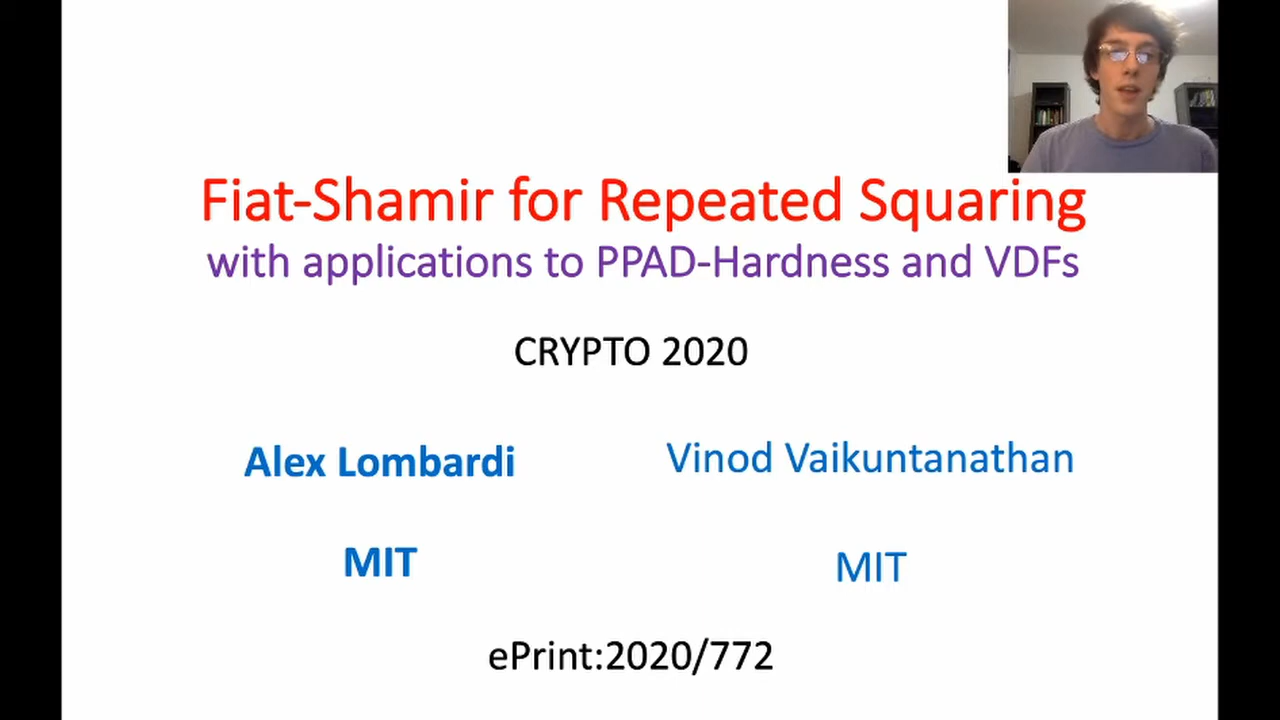 Fiat-Shamir for Repeated Squaring
with applications to PPAD-Hardness and VDFs
CRYPTO 2020
Alex Lombardi
Vinod Vaikuntanathan
MIT
MIT
ePrint:2020/772